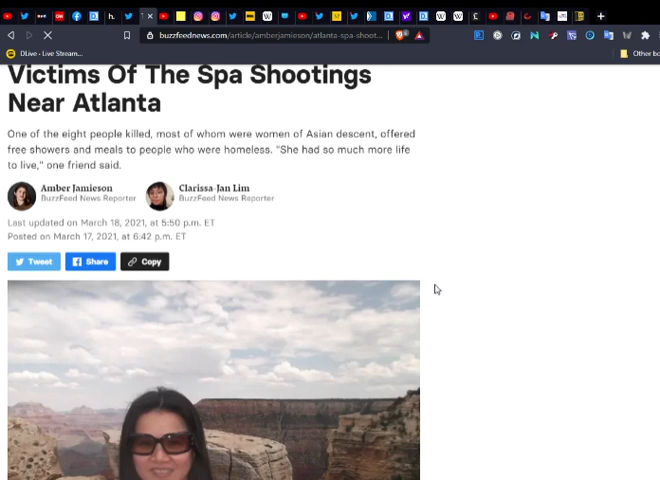 buzzfeednews.com/article/amberjamieson/atlanta-spa-shoot...
DLive - Live Stream...
Other bo
Victims Of The Spa Shootings
Near Atlanta
One of the eight people killed, most of whom were women of Asian descent, offered
free showers and meals to people who were homeless. "She had so much more life
to live," one friend said.
Amber Jamieson
BuzzFeed News Reporter
Clarissa-Jan Lim
BuzzFeed News Reporter
Last updated on March 18, 2021, at 5:50 p.m. ET
Posted on March 17, 2021, at 6:42 p.m. ET
Tweet
Share
Copy